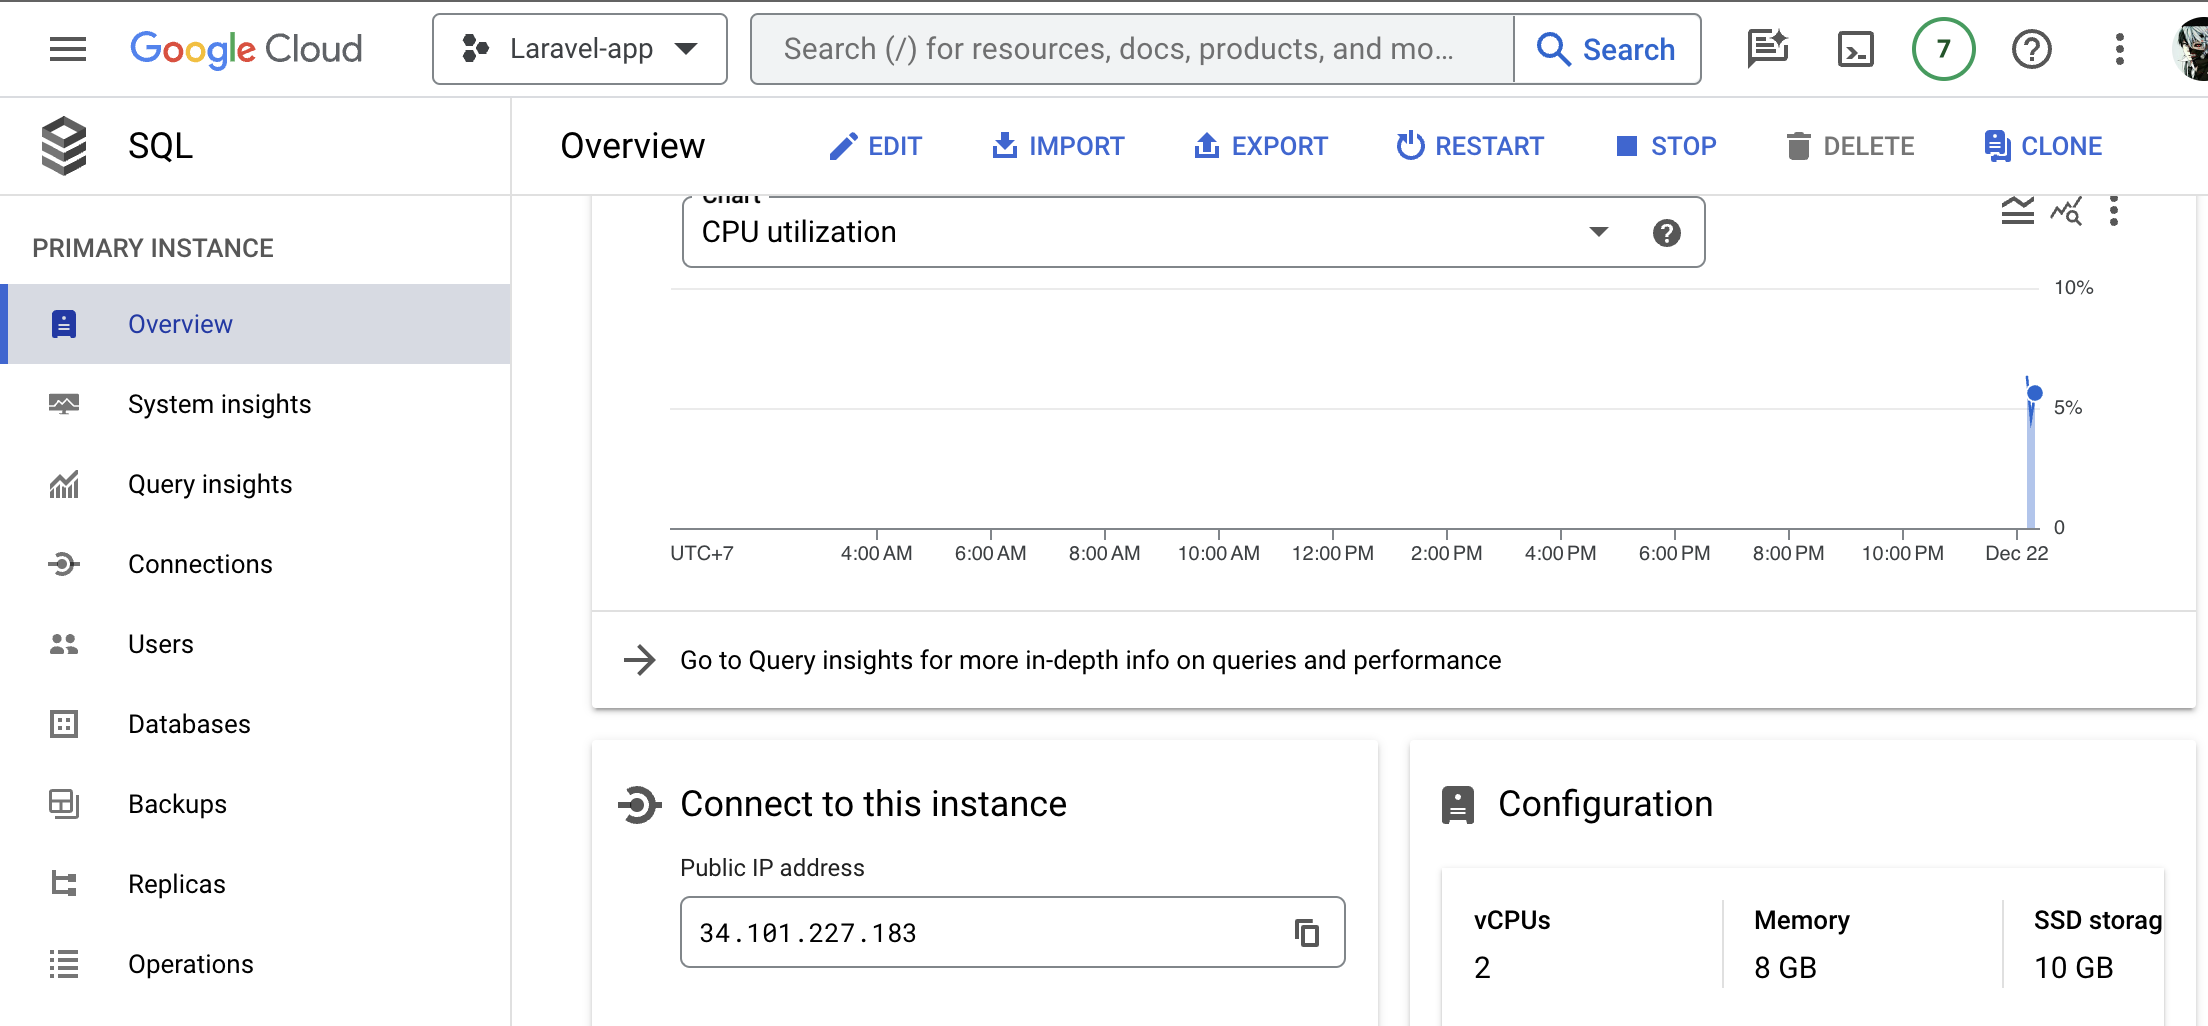 Google Cloud
Laravel-app
Search (/) for resources, docs, products, and mo...
Search
7
SQL
Overview
EDIT
IMPORT
EXPORT
RESTART
STOP
DELETE
CLONE
PRIMARY INSTANCE
Overview
System insights
Query insights
Connections
Users
Databases
Backups
Replicas
Operations
Chart
CPU utilization
10%
5%
0
UTC+7 4:00 AM 6:00 AM 8:00 AM 10:00 AM 12:00 PM 2:00 PM 4:00 PM 6:00 PM 8:00 PM 10:00 PM Dec 22
Go to Query insights for more in-depth info on queries and performance
Connect to this instance
Public IP address
34.101.227.183
Configuration
vCPUs Memory SSD storag
2 8 GB 10 GB